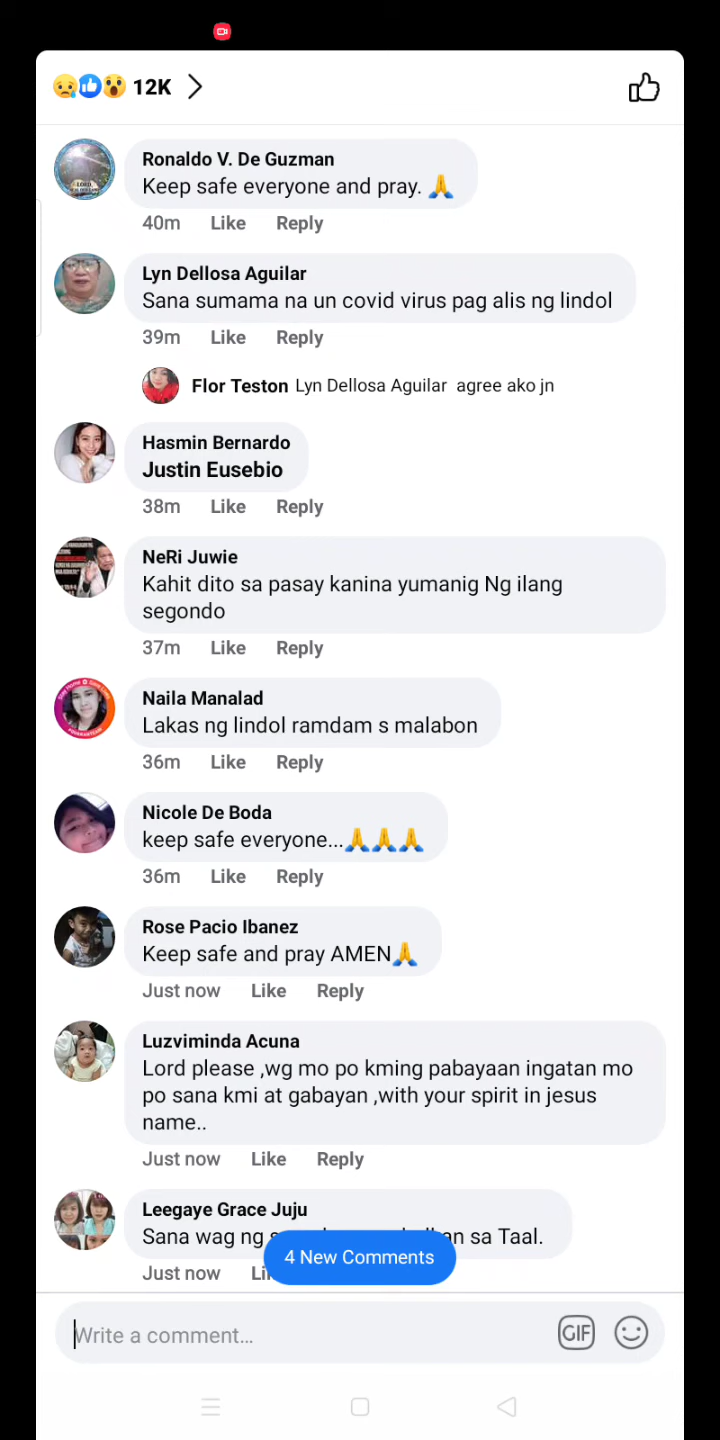 12K
Ronaldo V. De Guzman
Keep safe everyone and pray. 🙏
40m Like Reply
Lyn Dellosa Aguilar
Sana sumama na un covid virus pag alis ng lindol
39m Like Reply
Flor Teston Lyn Dellosa Aguilar agree ako jn
Hasmin Bernardo
Justin Eusebio
38m Like Reply
NeRi Juwie
Kahit dito sa pasay kanina yumanig Ng ilang
segondo
37m Like Reply
Naila Manalad
Lakas ng lindol ramdam s malabon
36m Like Reply
Nicole De Boda
keep safe everyone...🙏🙏🙏
36m Like Reply
Rose Pacio Ibanez
Keep safe and pray AMEN🙏
Just now Like Reply
Luzviminda Acuna
Lord please ,wg mo po kming pabayaan ingatan mo
po sana kmi at gabayan ,with your spirit in jesus
name..
Just now Like Reply
Leegaye Grace Juju
Sana wag ng sa Taal.
4 New Comments
Just now
Write a comment...
GIF